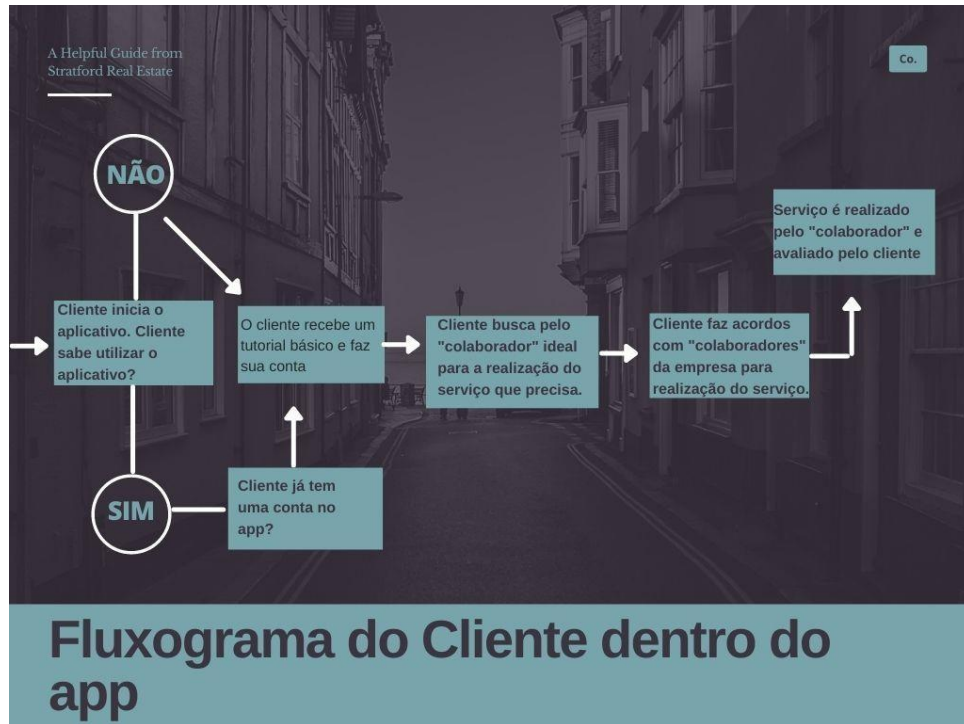 A Helpful Guide from
Stratford Real Estate
Co.
NÃO
Cliente inicia o
aplicativo. Cliente
sabe utilizar o
aplicativo?
SIM
Cliente já tem
uma conta no
app?
O cliente recebe um
tutorial básico e faz
sua conta
Cliente busca pelo
"colaborador" ideal
para a realização do
serviço que precisa.
Cliente faz acordos
com "colaboradores"
da empresa para
realização do serviço.
Serviço é realizado
pelo "colaborador" e
avaliado pelo cliente
Fluxograma do Cliente dentro do
app